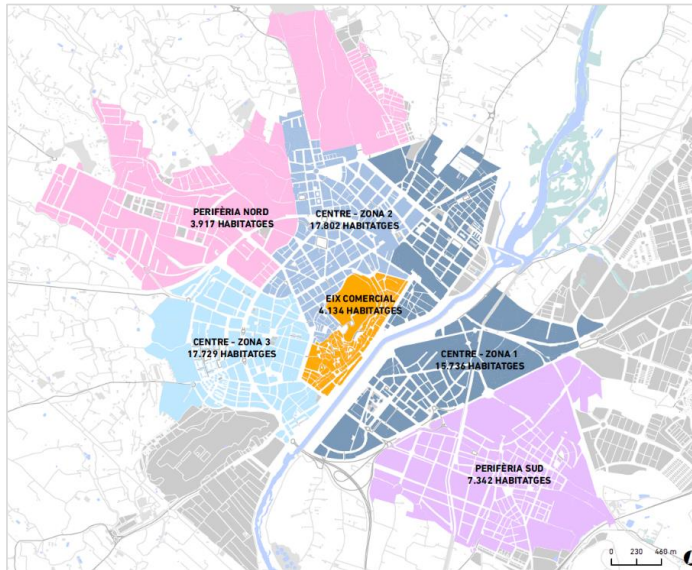 PERIFÈRIA NORD
3.917 HABITATGES
CENTRE - ZONA 2
17.802 HABITATGES
EIX COMERCIAL
4.134 HABITATGES
CENTRE - ZONA 3
17.729 HABITATGES
CENTRE - ZONA 1
15.736 HABITATGES
PERIFÈRIA SUD
7.342 HABITATGES
0 230 460 m